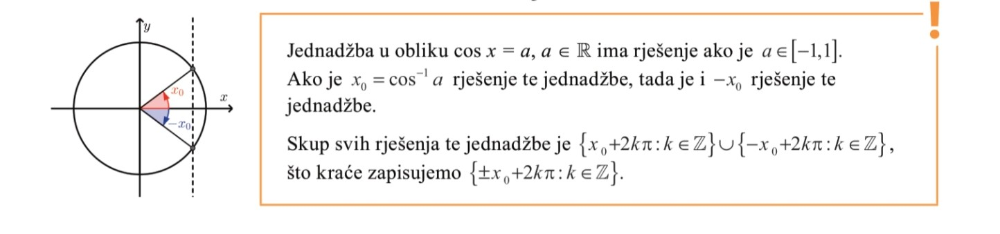 y
x₀
x
−x₀
!
Jednadžba u obliku cos x = a, a ∈ ℝ ima rješenje ako je a ∈ [−1,1].
Ako je x₀ = cos⁻¹ a rješenje te jednadžbe, tada je i −x₀ rješenje te
jednadžbe.
Skup svih rješenja te jednadžbe je {x₀+2kπ : k ∈ ℤ}∪{−x₀+2kπ : k ∈ ℤ},
što kraće zapisujemo {±x₀+2kπ : k ∈ ℤ}.